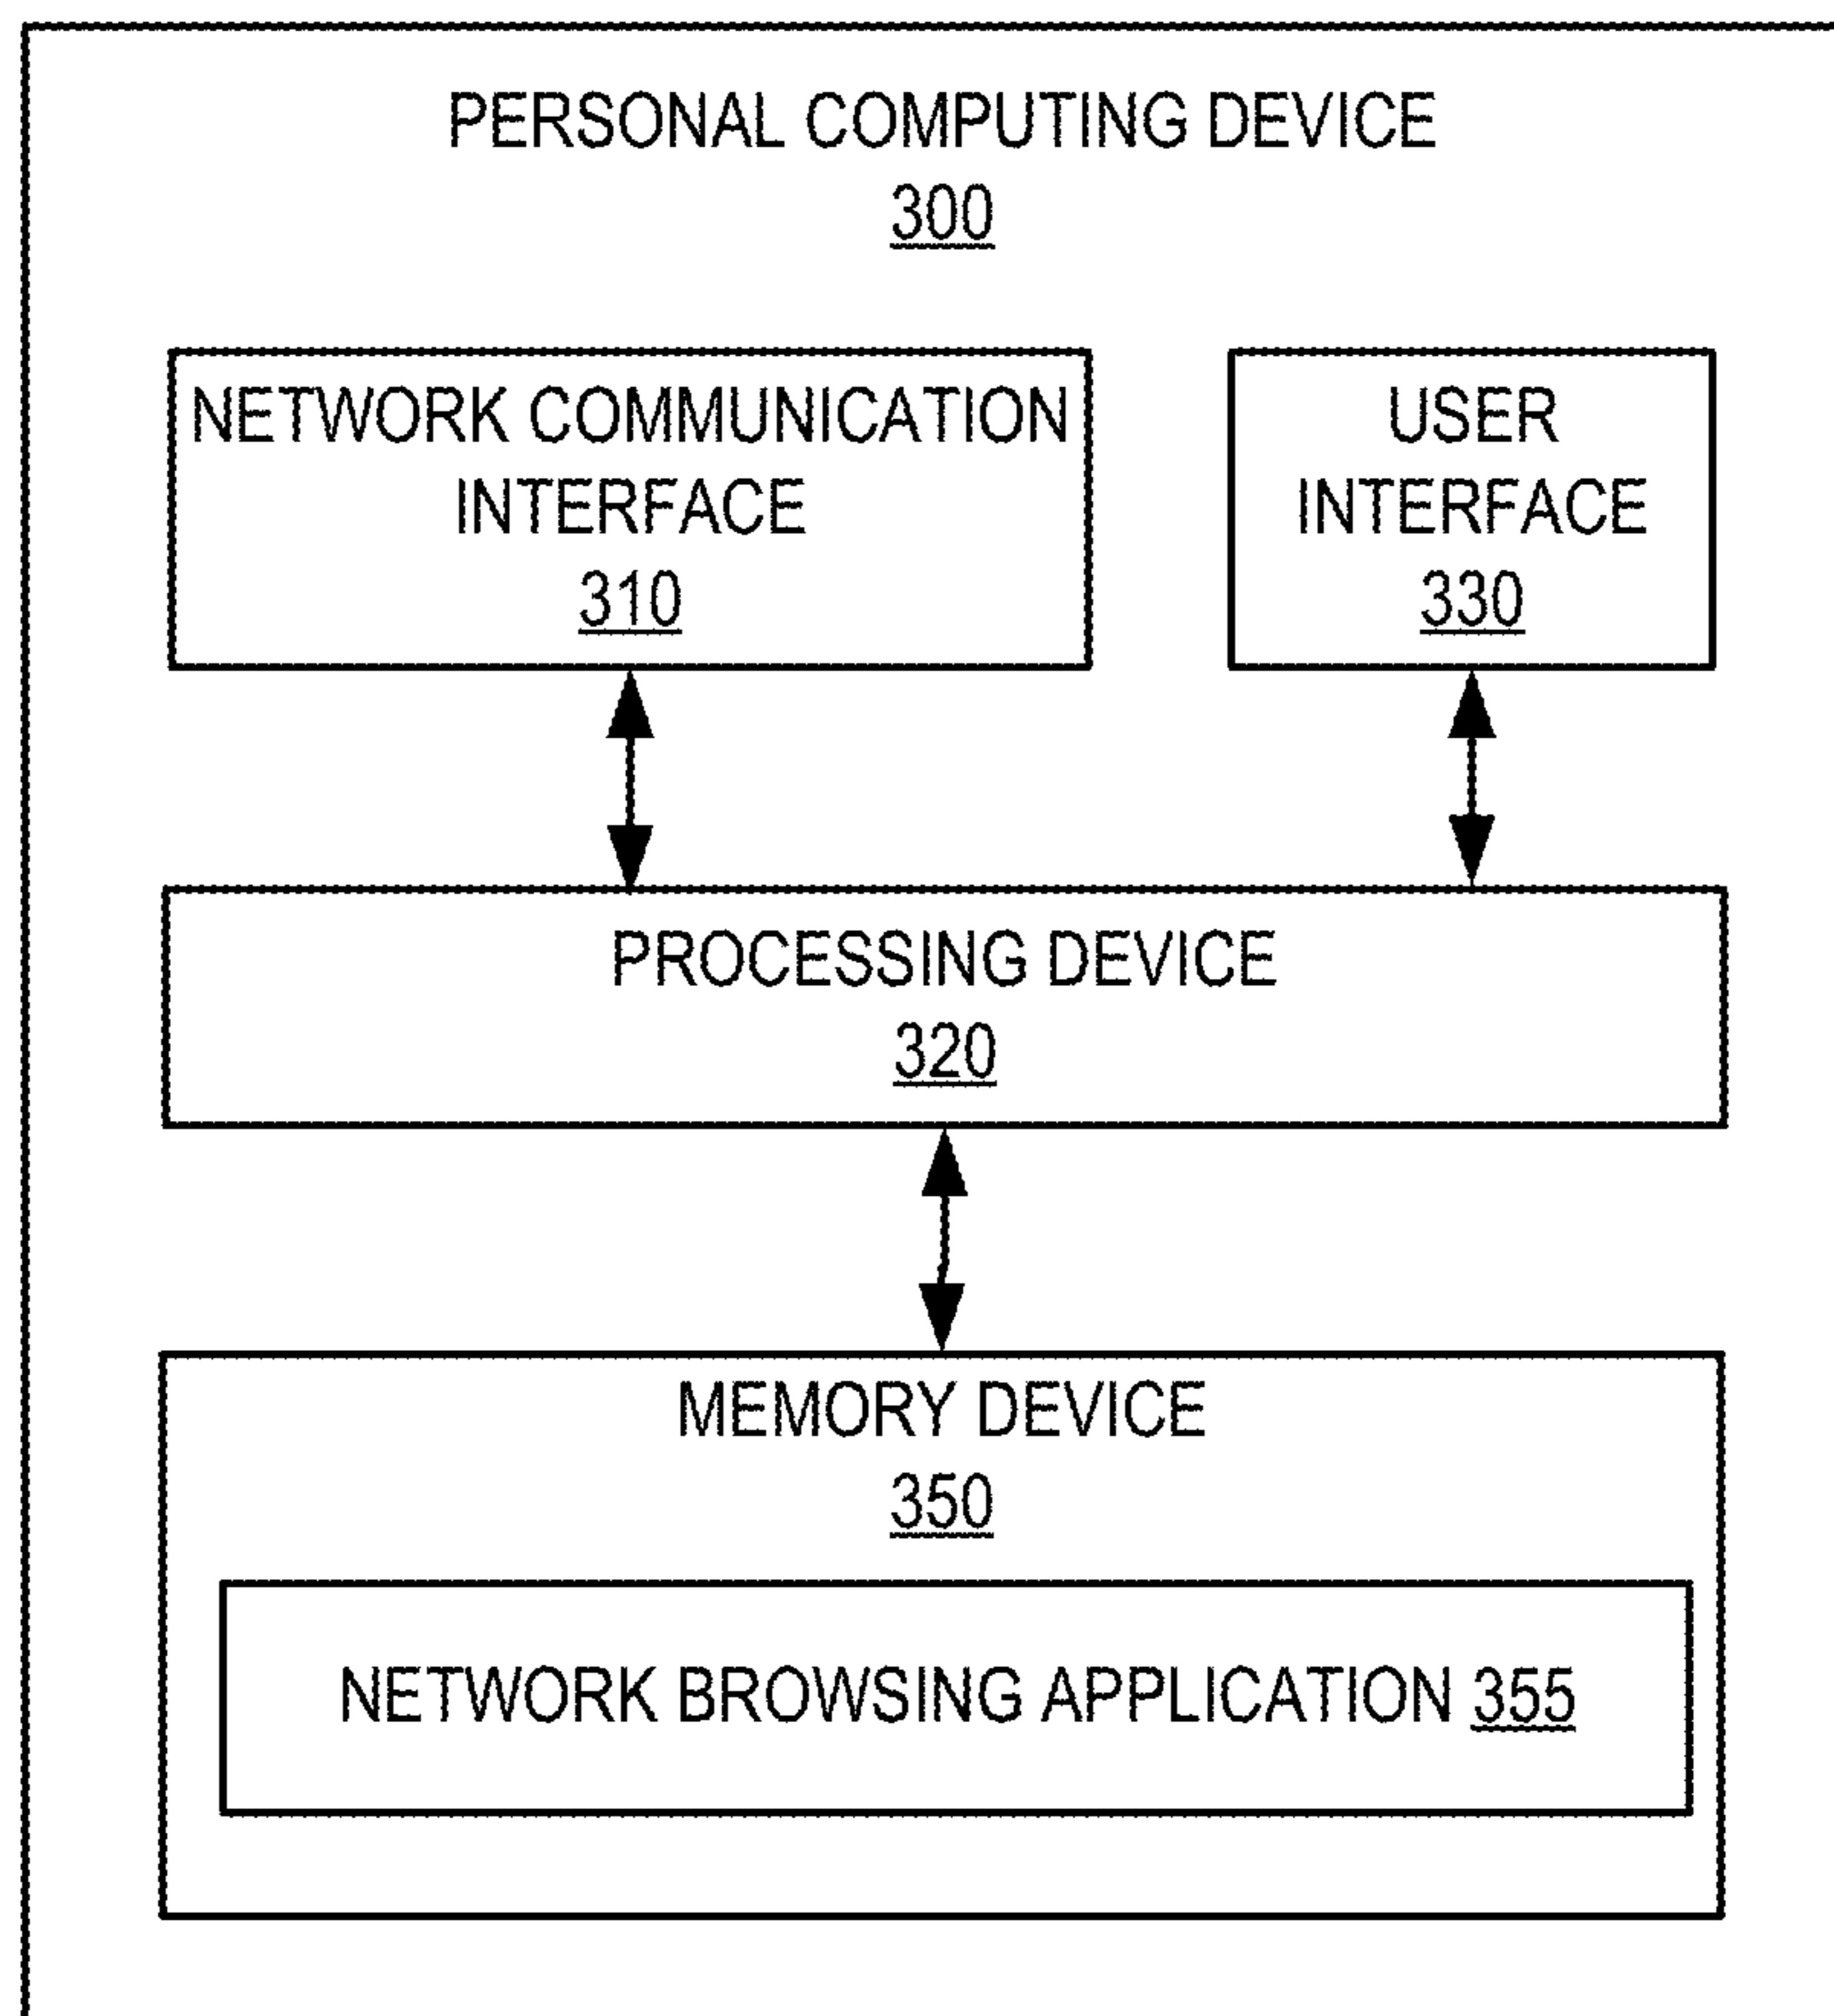 PERSONAL COMPUTING DEVICE
300
NETWORK COMMUNICATION
INTERFACE
310
USER
INTERFACE
330
PROCESSING DEVICE
320
MEMORY DEVICE
350
NETWORK BROWSING APPLICATION 355